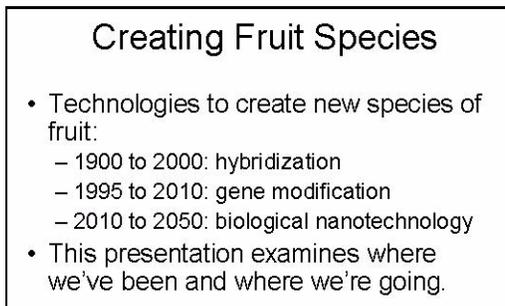 Creating Fruit Species
• Technologies to create new species of
fruit:
– 1900 to 2000: hybridization
– 1995 to 2010: gene modification
– 2010 to 2050: biological nanotechnology
• This presentation examines where
we've been and where we're going.